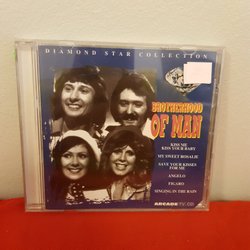 DIAMOND STAR COLLECTION
BROTHERHOOD
OF MAN
KISS ME
KISS YOUR BABY
MY SWEET ROSALIE
SAVE YOUR KISSES
FOR ME
ANGELO
FIGARO
SINGING IN THE RAIN
ARCADE